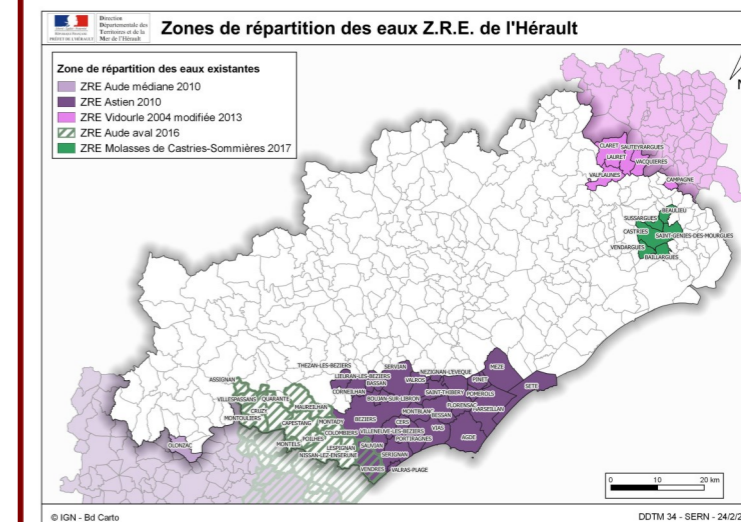 Direction
Départementale des
Territoires et de la
Mer de l'Hérault
PRÉFET DE L'HÉRAULT
Zones de répartition des eaux Z.R.E. de l'Hérault
Zone de répartition des eaux existantes
ZRE Aude médiane 2010
ZRE Astien 2010
ZRE Vidourle 2004 modifiée 2013
ZRE Aude aval 2016
ZRE Molasses de Castries-Sommières 2017
N
CLARET
SAUTEYRARGUES
LAURET
VACQUIERES
VALFLAUNES
CAMPAGNE
BEAULIEU
SUSSARGUES
CASTRIES
SAINT-GENIES-DES-MOURGUES
VENDARGUES
BAILLARGUES
THEZAN-LES-BEZIERS
SERVIAN
NEZIGNAN-L'EVEQUE
MEZE
ASSIGNAN
LIEURAN-LES-BEZIERS
VALROS
PINET
SETE
BASSAN
CORNEILHAN
SAINT-THIBERY
POMEROLS
VILLESPASSANS
QUARANTE
BOUJAN-SUR-LIBRON
CRUZY
MAUREILHAN
FLORENSAC
MARSEILLAN
MONTOULIERS
MONTBLANC
BESSAN
CAPESTANG
MONTADY
BEZIERS
CERS
VIAS
COLOMBIERS
VILLENEUVE-LES-BEZIERS
POILHES
PORTIRAGNES
AGDE
OLONZAC
MONTELS
LESPIGNAN
SAUVIAN
NISSAN-LEZ-ENSERUNE
SERIGNAN
VENDRES
VALRAS-PLAGE
0 10 20 km
© IGN - Bd Carto
DDTM 34 - SERN - 24/2/2